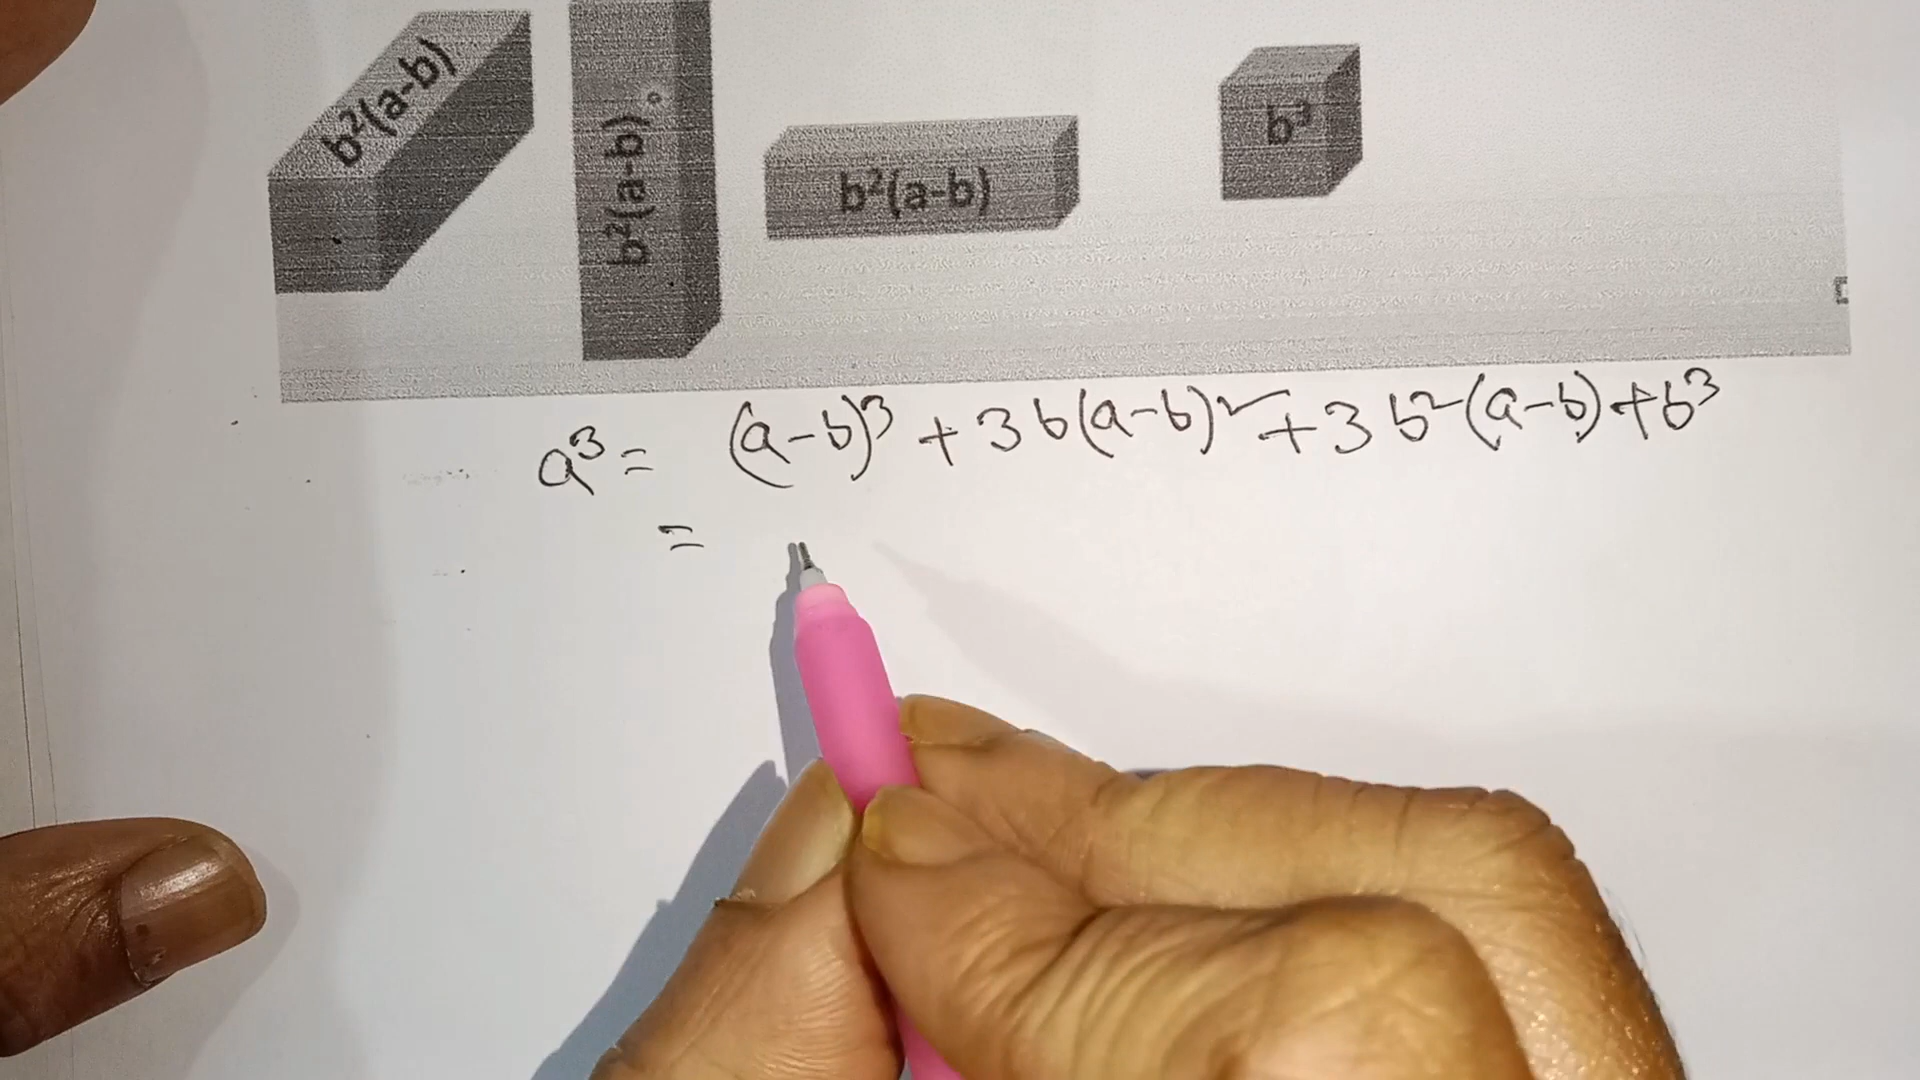 b²(a-b)
b²(a-b)
b²(a-b)
b³
a³ = (a-b)³ + 3b(a-b)² + 3b²(a-b) + b³
=